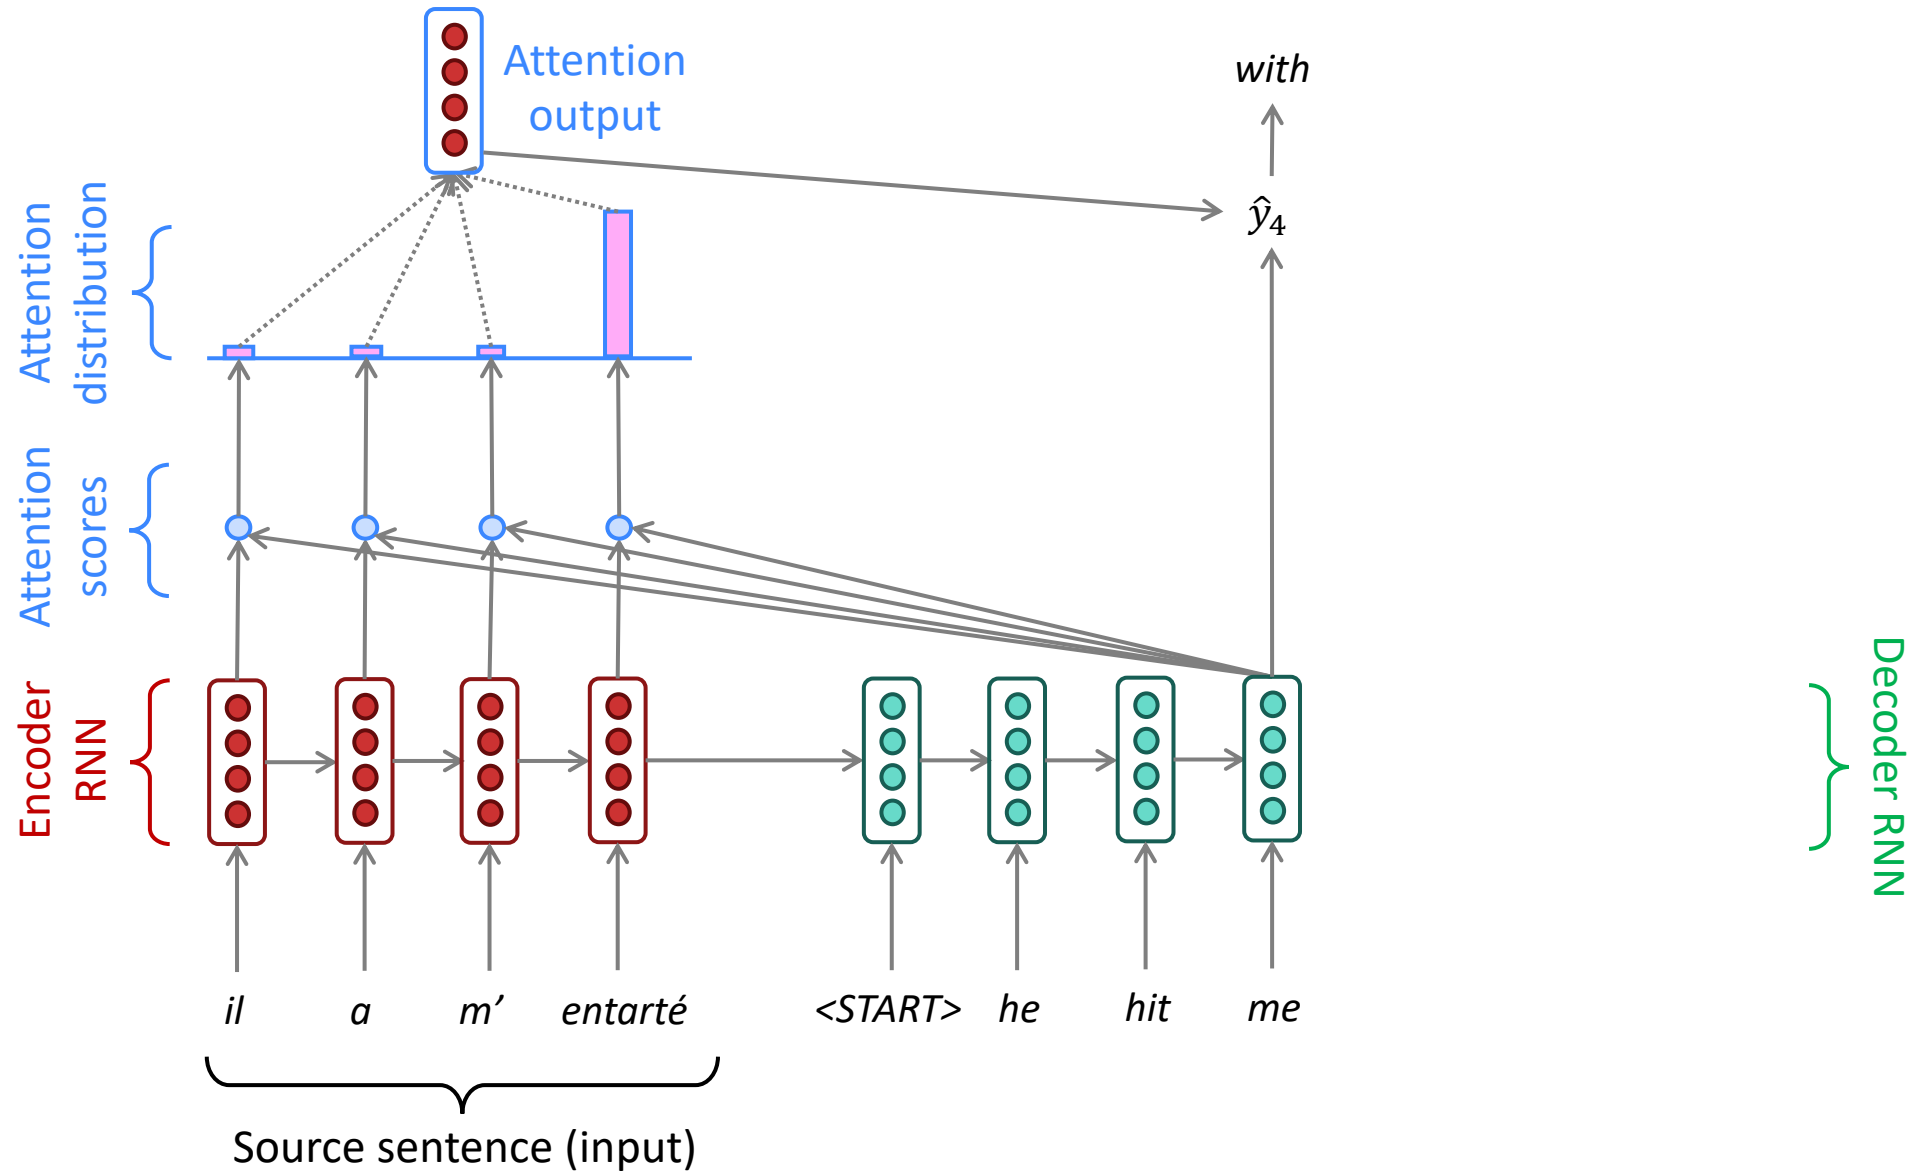 Attention
output
with
ŷ₄
Attention
distribution
Attention
scores
Encoder
RNN
Decoder RNN
il a m’ entarté <START> he hit me
Source sentence (input)